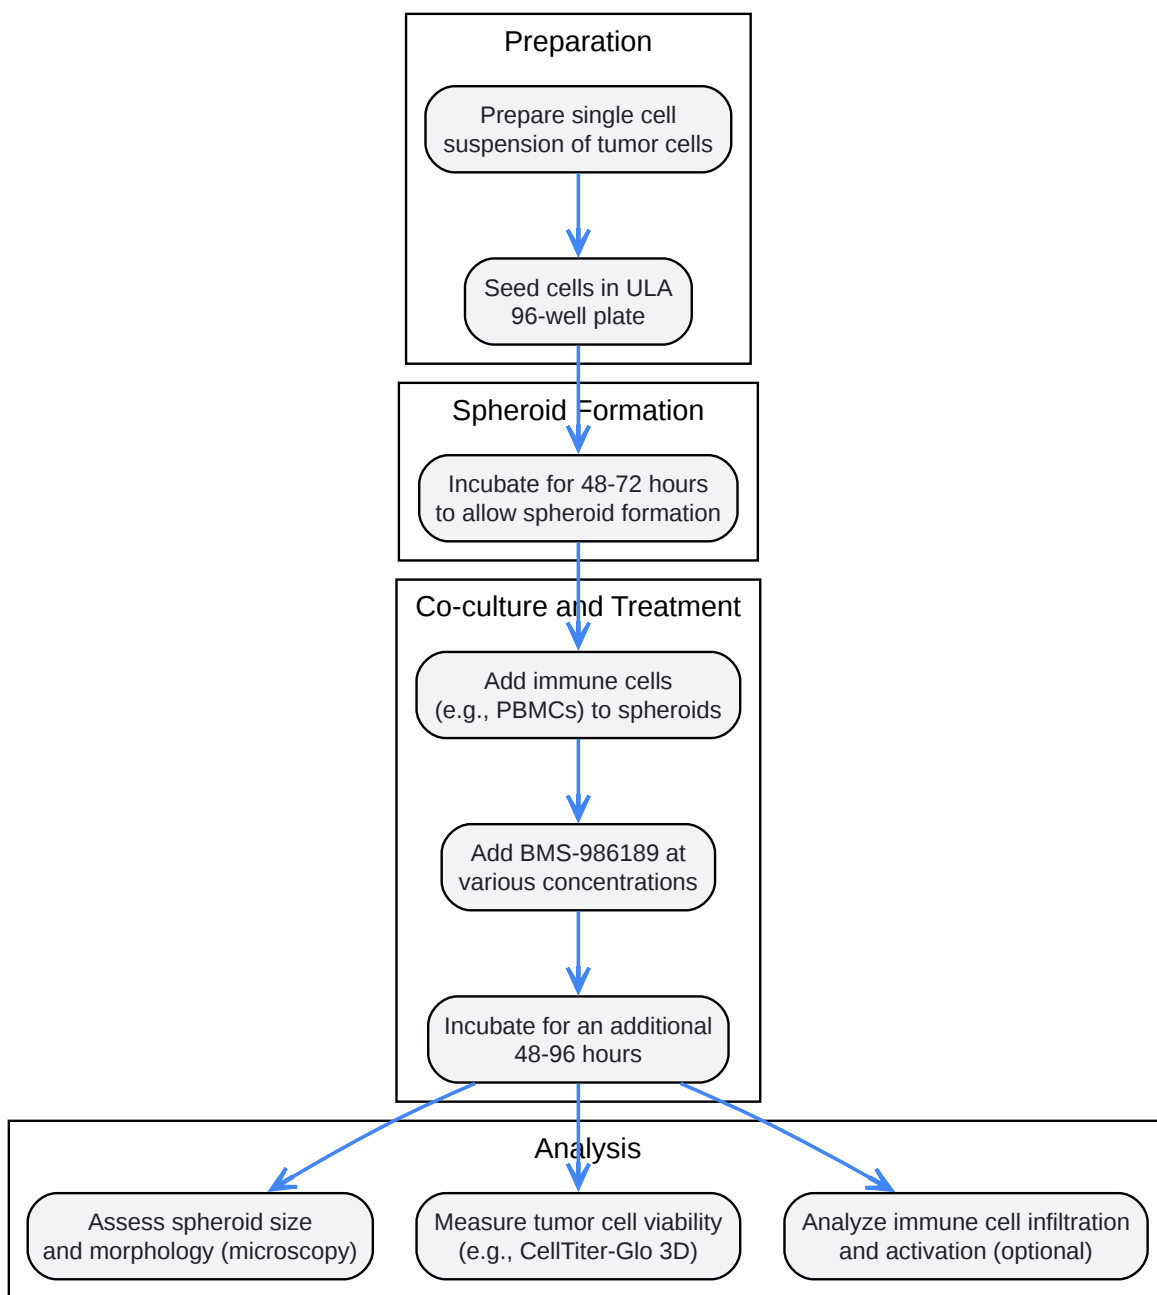 Preparation
Prepare single cell
suspension of tumor cells
Seed cells in ULA
96-well plate
Spheroid Formation
Incubate for 48-72 hours
to allow spheroid formation
Co-culture and Treatment
Add immune cells
(e.g., PBMCs) to spheroids
Add BMS-986189 at
various concentrations
Incubate for an additional
48-96 hours
Analysis
Assess spheroid size
and morphology (microscopy)
Measure tumor cell viability
(e.g., CellTiter-Glo 3D)
Analyze immune cell infiltration
and activation (optional)